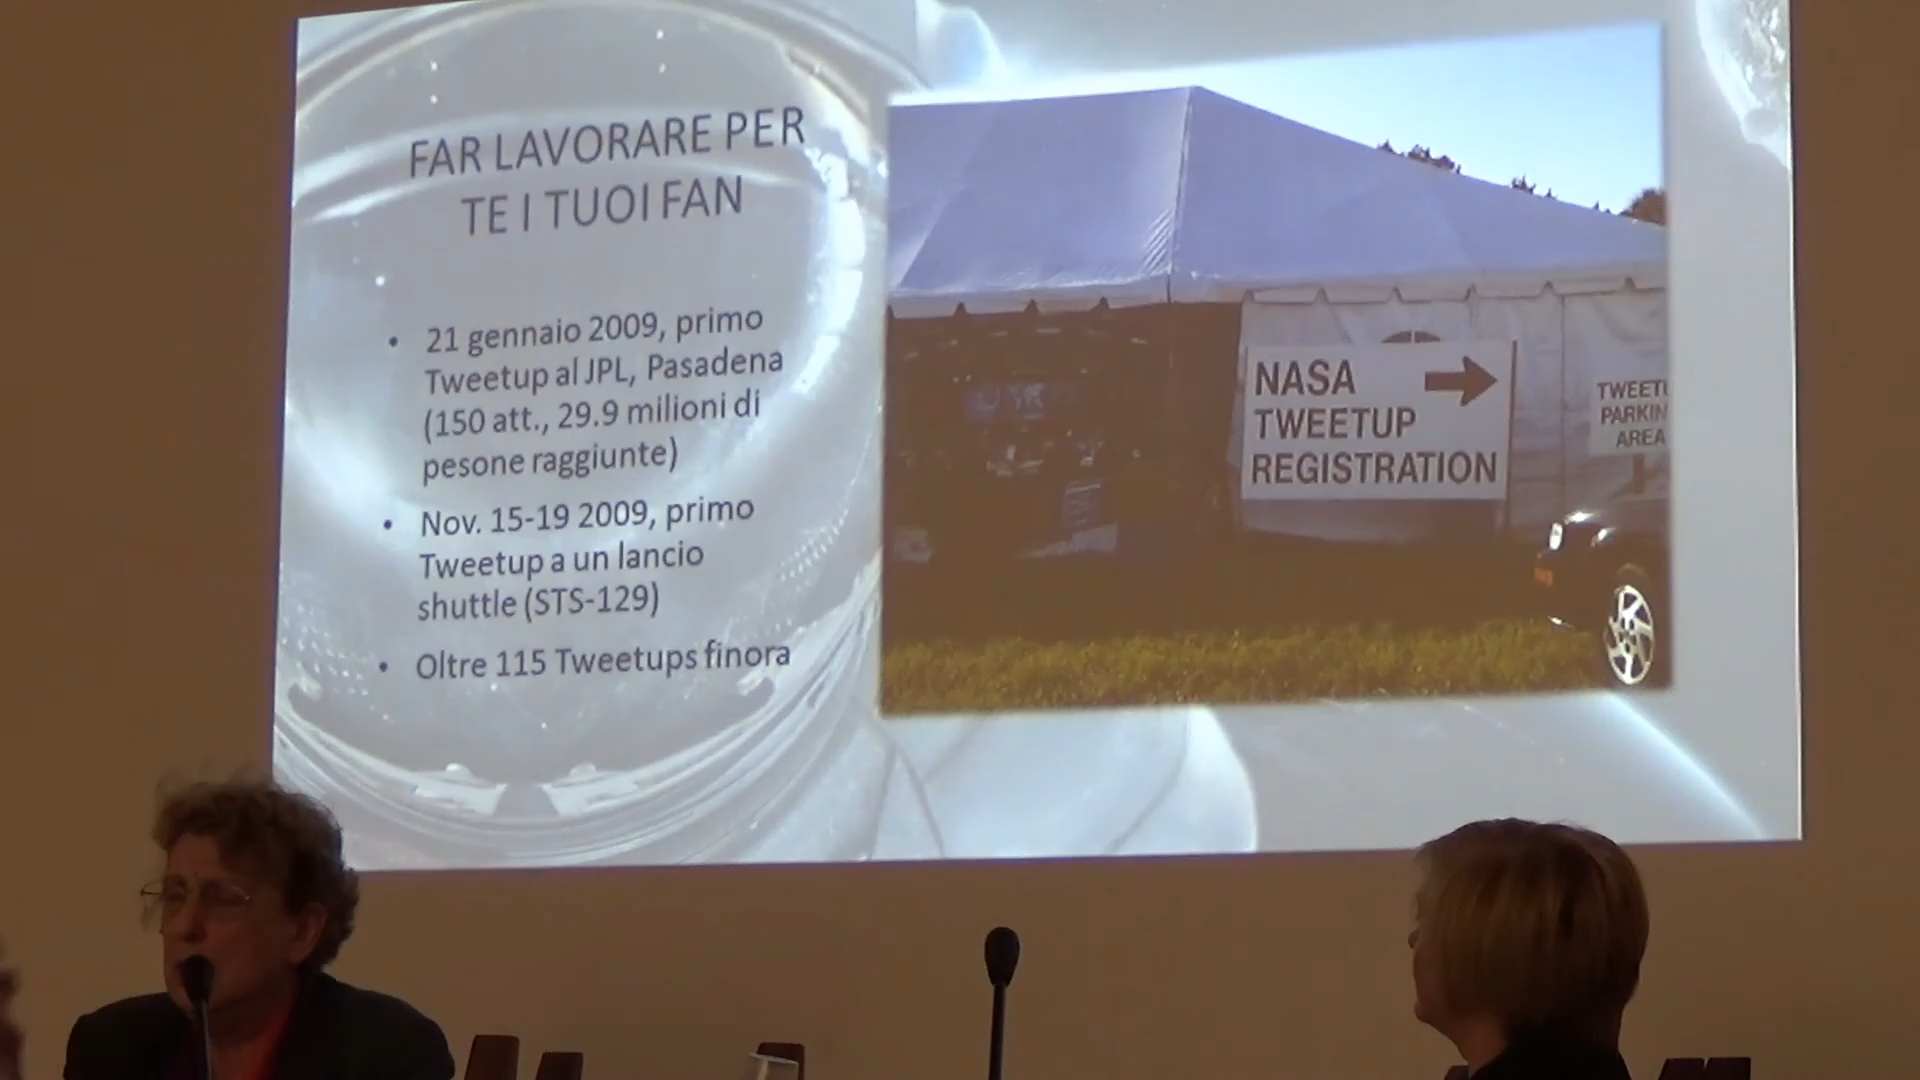 FAR LAVORARE PER
TE I TUOI FAN
• 21 gennaio 2009, primo
Tweetup al JPL, Pasadena
(150 att., 29.9 milioni di
pesone raggiunte)
• Nov. 15-19 2009, primo
Tweetup a un lancio
shuttle (STS-129)
• Oltre 115 Tweetups finora
NASA
TWEETUP
REGISTRATION
TWEETU
PARKIN
AREA